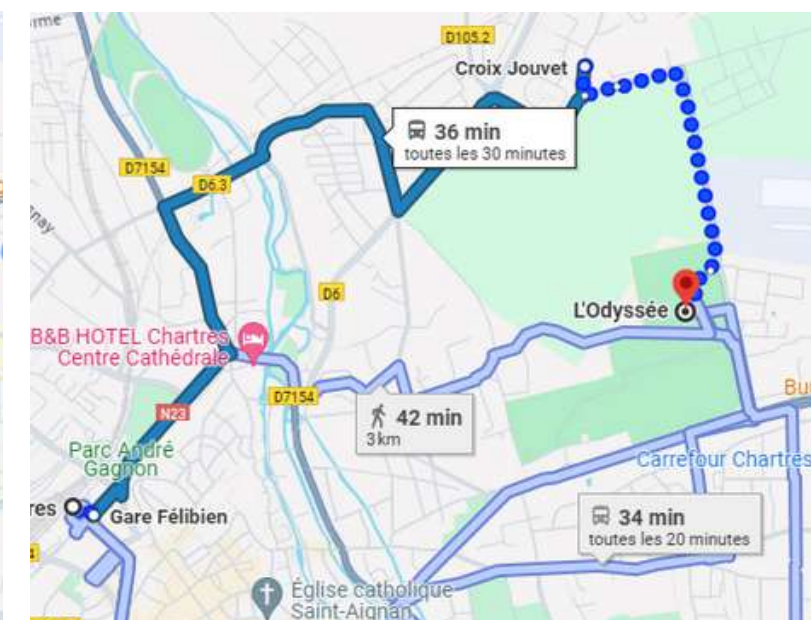 D105.2
Croix Jouvet
36 min
toutes les 30 minutes
D7154
D6.3
D6
L'Odyssée
B&B HOTEL Chartres
Centre Cathédrale
D7154
N23
42 min
3 km
Parc André
Gagnon
Carrefour Chartres
Gare Félibien
34 min
toutes les 20 minutes
Église catholique
Saint-Aignan